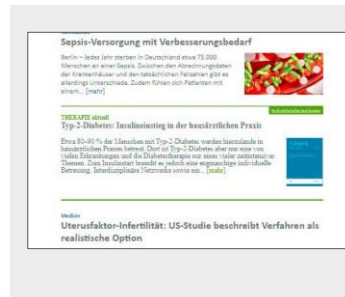 Sepsis-Versorgung mit Verbesserungsbedarf
Berlin – Jedes Jahr sterben in Deutschland etwa 75.000
Menschen an einer Sepsis. Zwischen den Abrechnungsdaten
der Krankenhäuser und den tatsächlichen Fallzahlen gibt es
allerdings Unterschiede. Zudem fühlen sich Patienten mit
einem... [mehr]
Industrieinformationen
THERAPIE aktuell
Typ-2-Diabetes: Insulineinstieg in der hausärztlichen Praxis
Etwa 80-90 % der Menschen mit Typ-2-Diabetes werden hierzulande in
hausärztlichen Praxen betreut. Dort ist Typ-2-Diabetes aber nur eine von
vielen Erkrankungen und die Diabetestherapie nur eines vieler zeitintensiver
Themen. Zum Insulinstart braucht es jedoch eine engmaschige individuelle
Betreuung. Interdisziplinäre Netzwerke sowie ein... [mehr]
Medizin
Uterusfaktor-Infertilität: US-Studie beschreibt Verfahren als
realistische Option